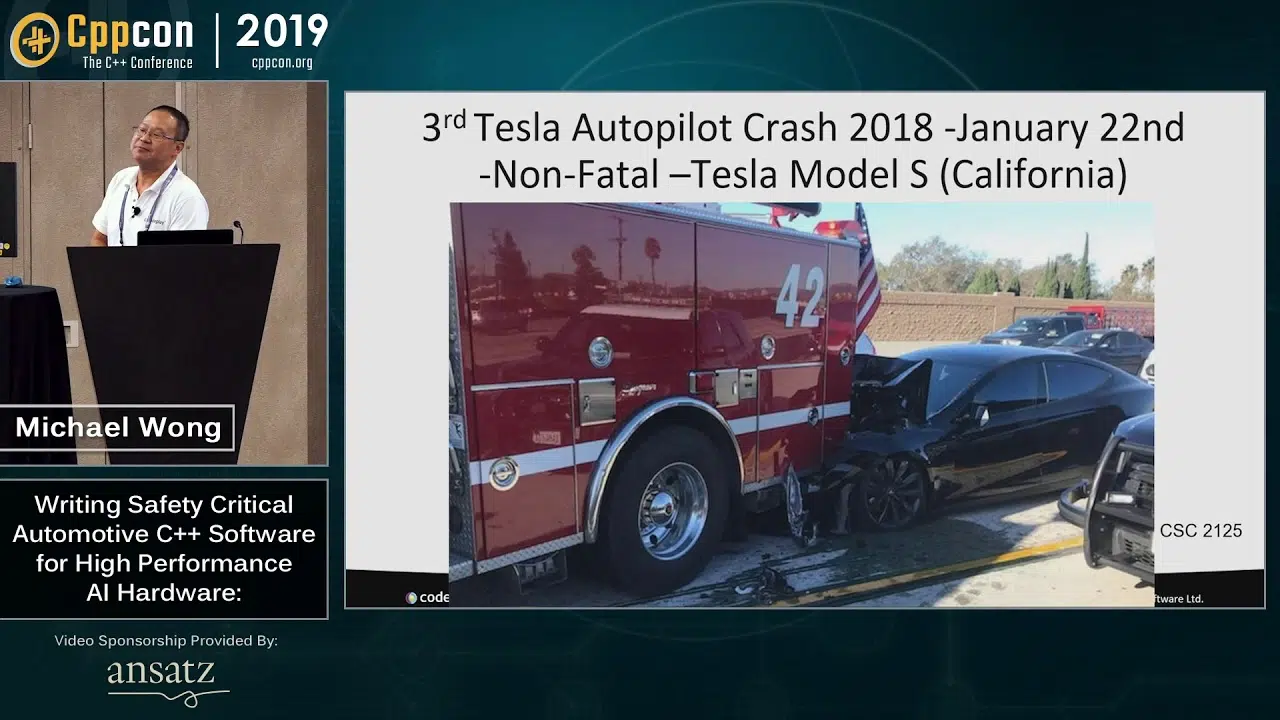 Cppcon
The C++ Conference
2019
cppcon.org
Michael Wong
Writing Safety Critical
Automotive C++ Software
for High Performance
AI Hardware:
Video Sponsorship Provided By:
ansatz
3rd Tesla Autopilot Crash 2018 -January 22nd
-Non-Fatal –Tesla Model S (California)
42
CSC 2125
code
ftware Ltd.